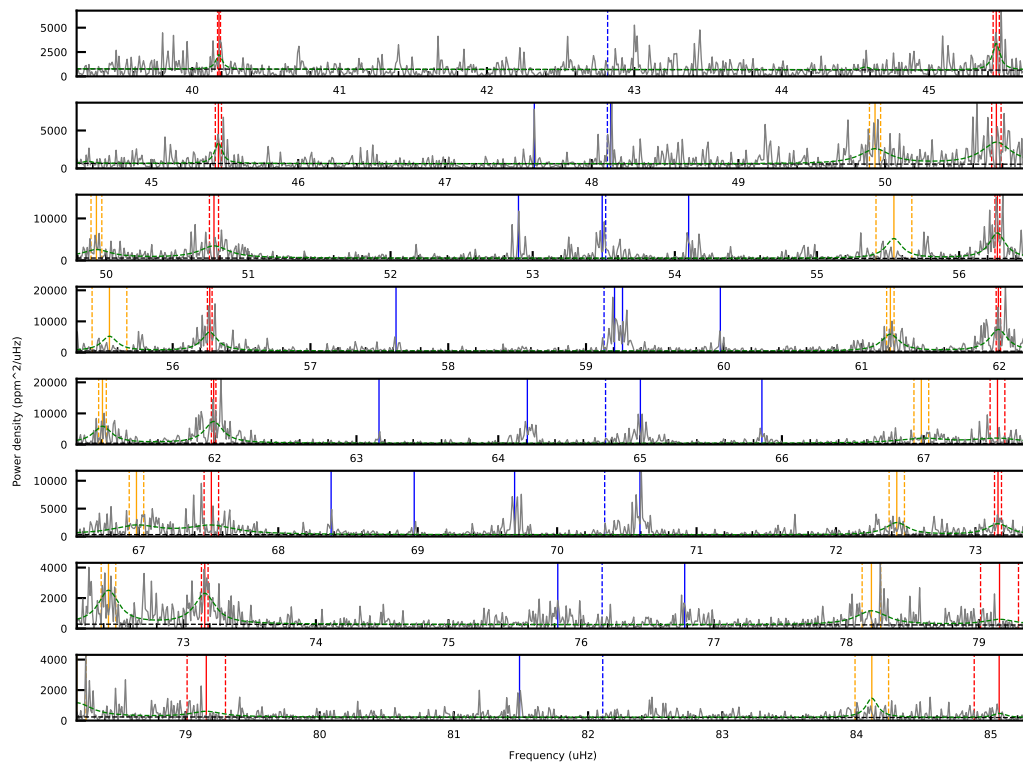 5000
2500
0
40 41 42 43 44 45
5000
0
45 46 47 48 49 50
10000
0
50 51 52 53 54 55 56
20000
10000
0
56 57 58 59 60 61 62
20000
10000
0
62 63 64 65 66 67
10000
5000
0
67 68 69 70 71 72 73
4000
2000
0
73 74 75 76 77 78 79
4000
2000
0
79 80 81 82 83 84 85
Power density (ppm^2/uHz)
Frequency (uHz)